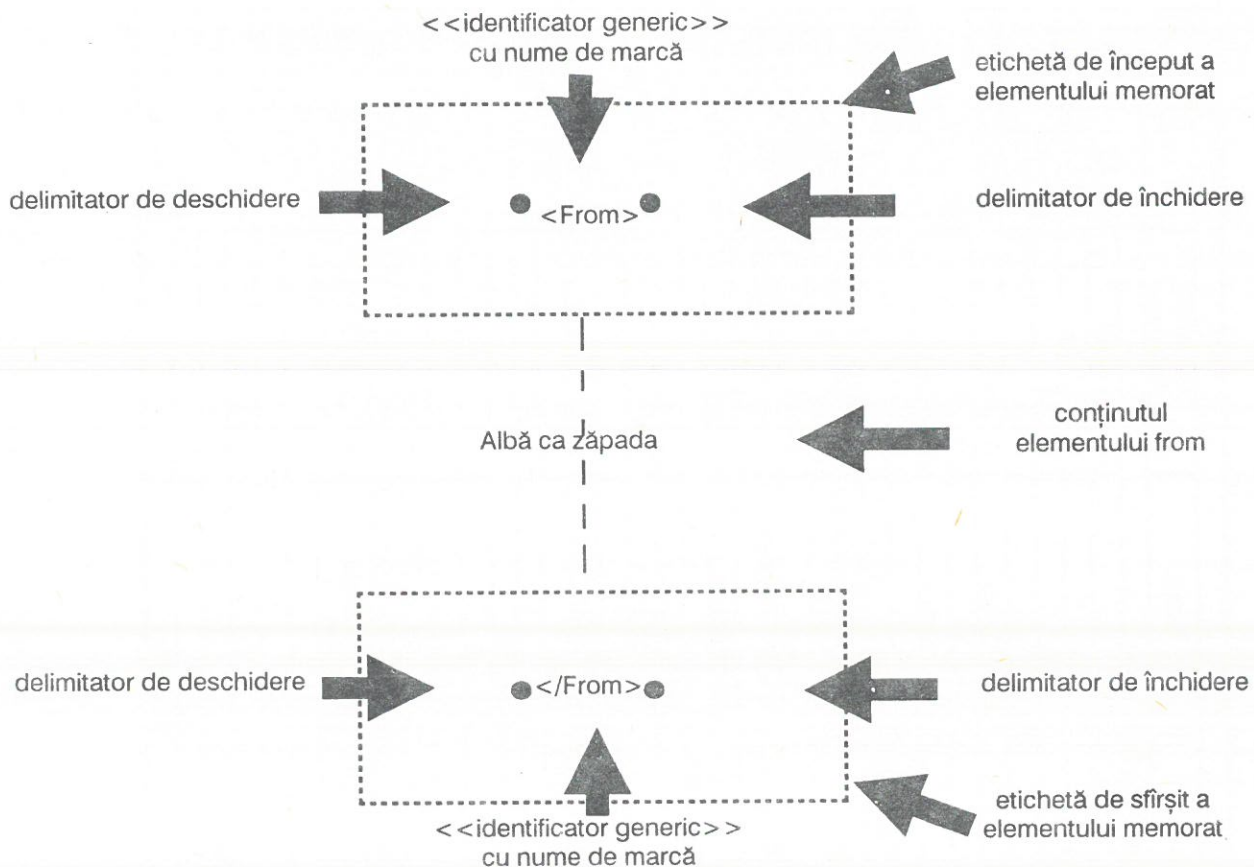 <<identificator generic>>
cu nume de marcă
etichetă de început a
elementului memorat
delimitator de deschidere
<From>
delimitator de închidere
Albă ca zăpada
conținutul
elementului from
delimitator de deschidere
</From>
delimitator de închidere
<<identificator generic>>
cu nume de marcă
etichetă de sfîrșit a
elementului memorat